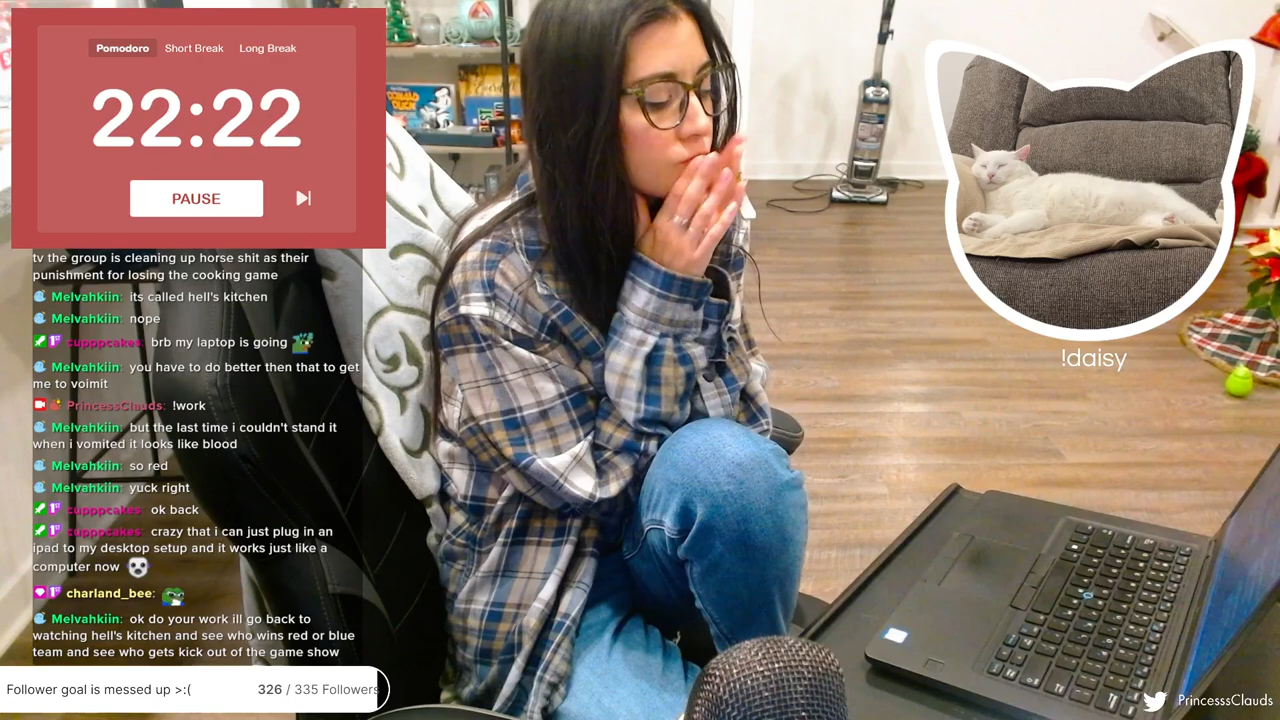 Pomodoro Short Break Long Break
22:22
PAUSE
tv the group is cleaning up horse shit as their
punishment for losing the cooking game
Melvahkiin: its called hell's kitchen
Melvahkiin: nope
cupppcakes: brb my laptop is going
Melvahkiin: you have to do better then that to get
me to voimit
PrincessClauds: !work
Melvahkiin: but the last time i couldn't stand it
when i vomited it looks like blood
Melvahkiin: so red
Melvahkiin: yuck right
cupppcakes: ok back
cupppcakes: crazy that i can just plug in an
ipad to my desktop setup and it works just like a
computer now
charland_bee:
Melvahkiin: ok do your work ill go back to
watching hell's kitchen and see who wins red or blue
team and see who gets kick out of the game show
Follower goal is messed up >:( 326 / 335 Followers
DONALD
DUCK
!daisy
PrincesssClauds